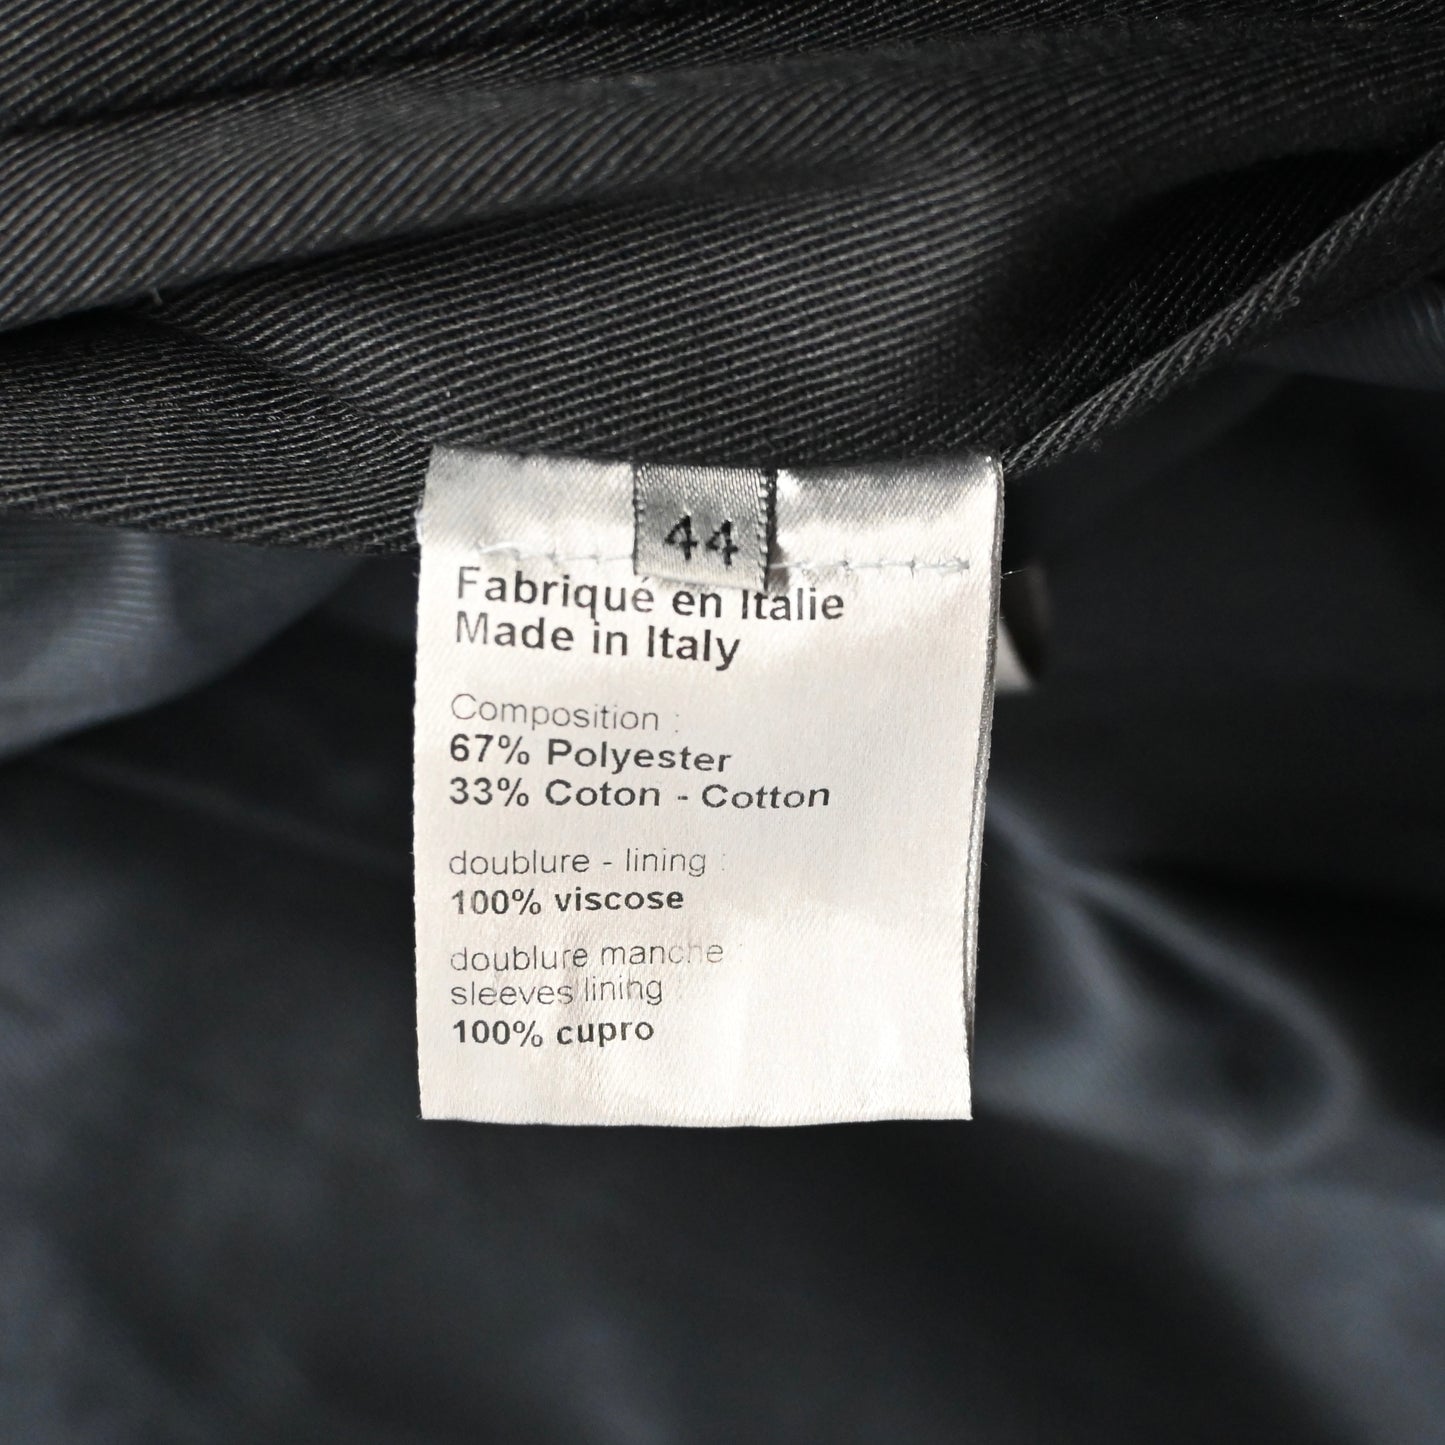 44
Fabriqué en Italie
Made in Italy
Composition :
67% Polyester
33% Coton - Cotton
doublure - lining :
100% viscose
doublure manche :
sleeves lining :
100% cupro